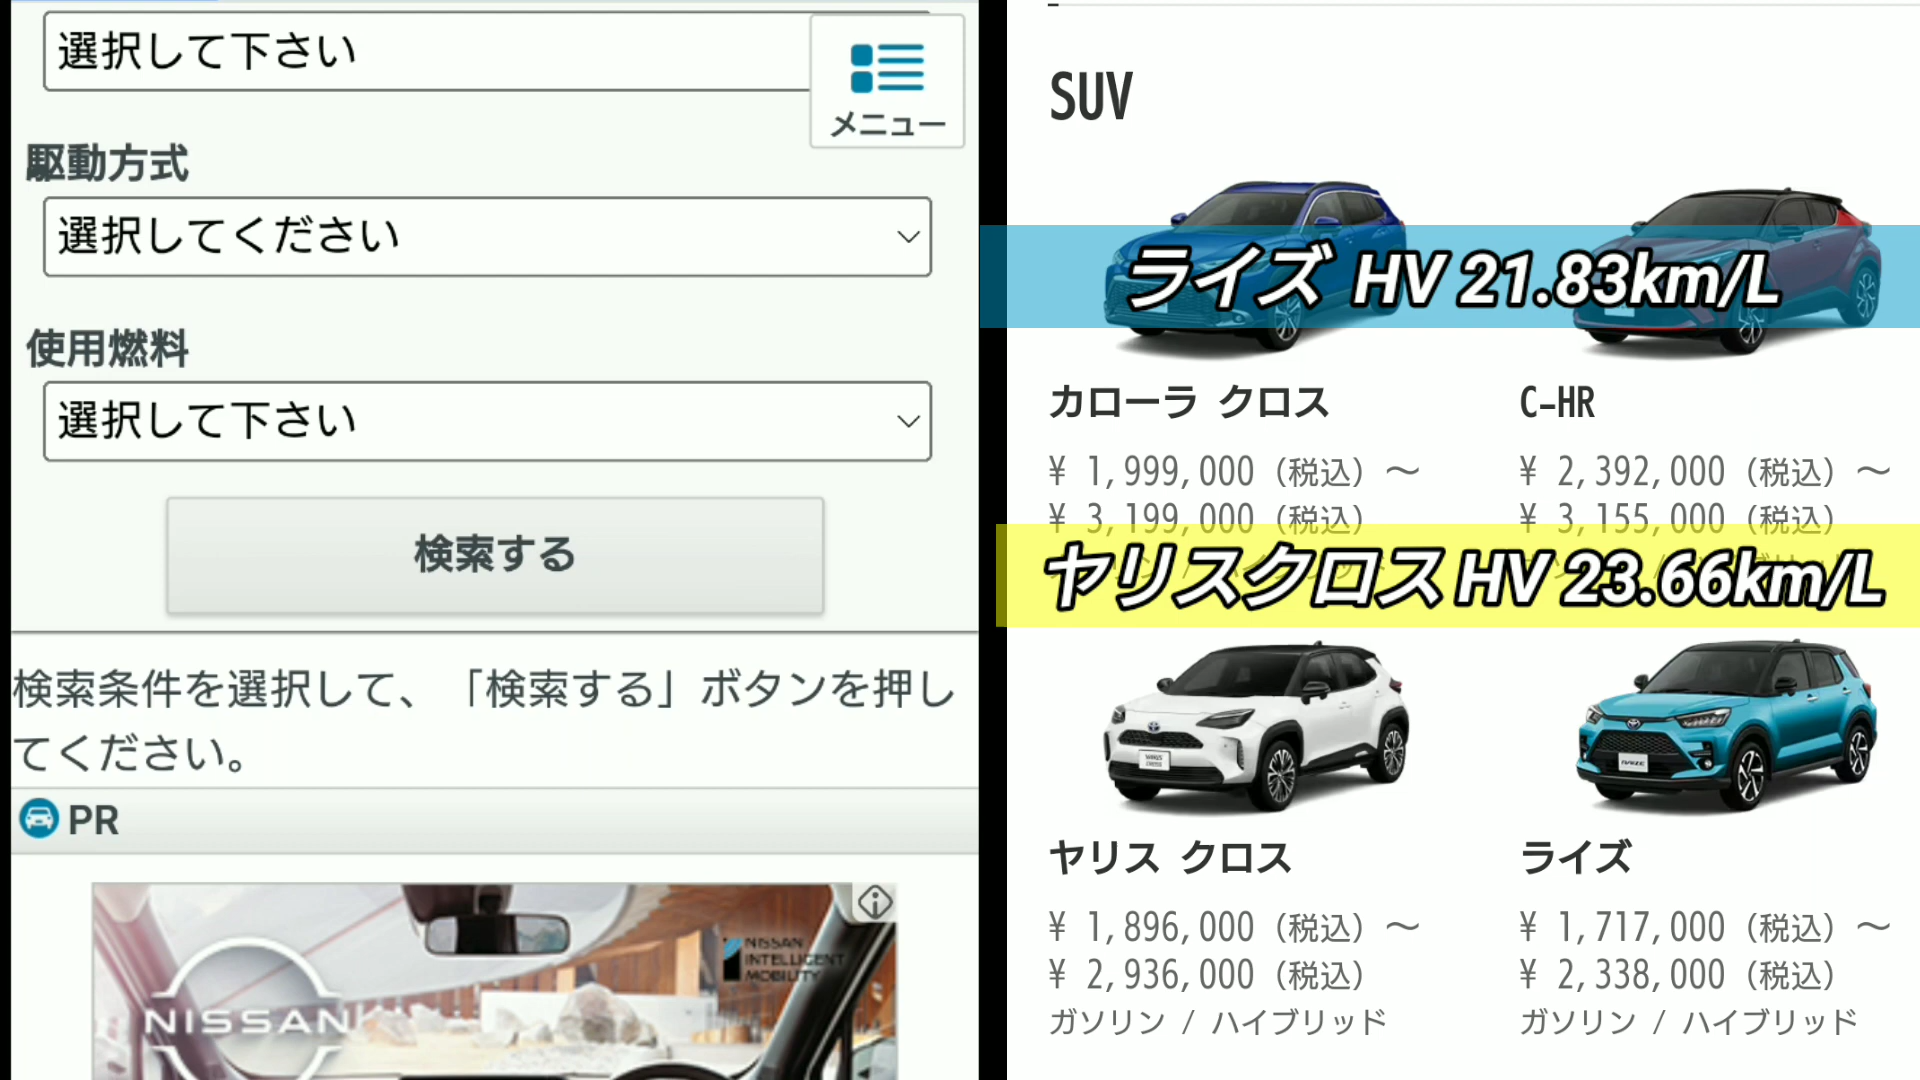 選択して下さい
メニュー
駆動方式
選択してください
使用燃料
選択して下さい
検索する
検索条件を選択して、「検索する」ボタンを押し
てください。
PR
NISSAN
NISSAN
INTELLIGENT
MOBILITY
SUV
ライズ HV 21.83km/L
カローラ クロス
¥ 1,999,000 (税込) ～
¥ 3,199,000 (税込)
C-HR
¥ 2,392,000 (税込) ～
¥ 3,155,000 (税込)
ヤリスクロス HV 23.66km/L
ヤリス クロス
¥ 1,896,000 (税込) ～
¥ 2,936,000 (税込)
ガソリン / ハイブリッド
ライズ
¥ 1,717,000 (税込) ～
¥ 2,338,000 (税込)
ガソリン / ハイブリッド